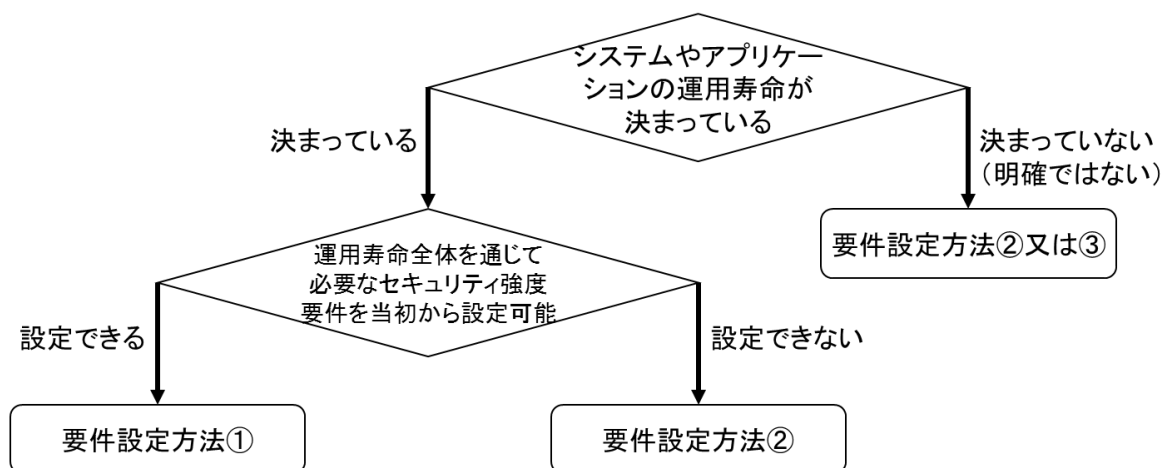 システムやアプリケー
ションの運用寿命が
決まっている
決まっている
決まっていない
(明確ではない)
運用寿命全体を通じて
必要なセキュリティ強度
要件を当初から設定可能
要件設定方法②又は③
設定できる
設定できない
要件設定方法①
要件設定方法②